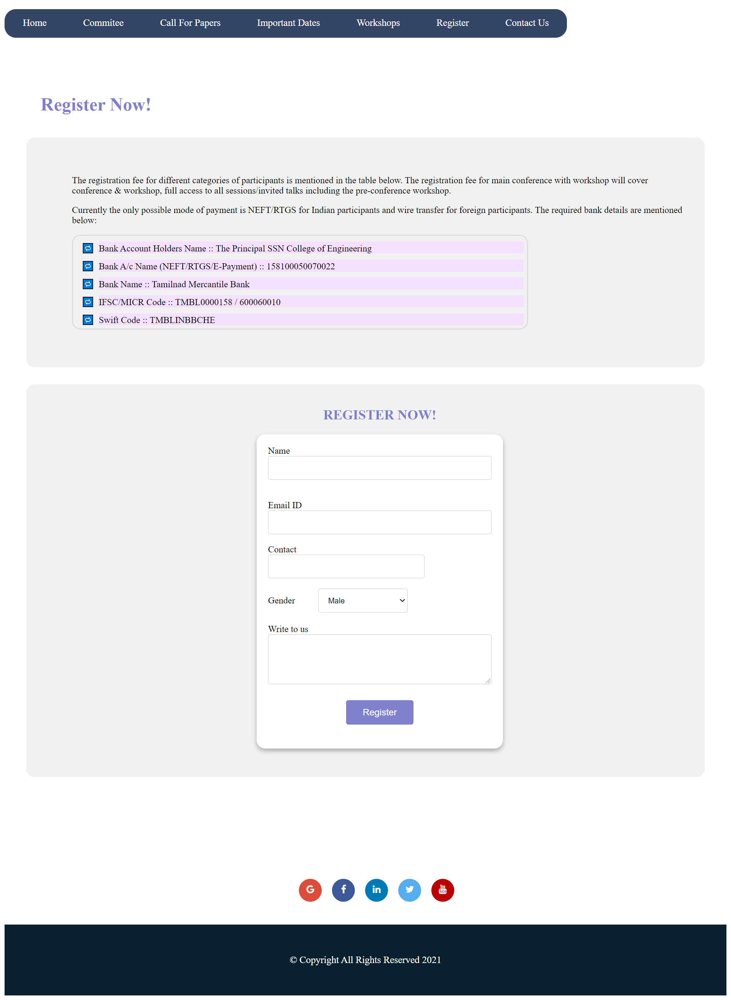 Home Commitee Call For Papers Important Dates Workshops Register Contact Us
Register Now!
The registration fee for different categories of participants is mentioned in the table below. The registration fee for main conference with workshop will cover
conference & workshop, full access to all sessions/invited talks including the pre-conference workshop.
Currently the only possible mode of payment is NEFT/RTGS for Indian participants and wire transfer for foreign participants. The required bank details are mentioned
below:
Bank Account Holders Name :: The Principal SSN College of Engineering
Bank A/c Name (NEFT/RTGS/E-Payment) :: 158100050070022
Bank Name :: Tamilnad Mercantile Bank
IFSC/MICR Code :: TMBL0000158 / 600060010
Swift Code :: TMBLINBBCHE
REGISTER NOW!
Name
Email ID
Contact
Gender Male
Write to us
Register
G f in You
Tube
© Copyright All Rights Reserved 2021